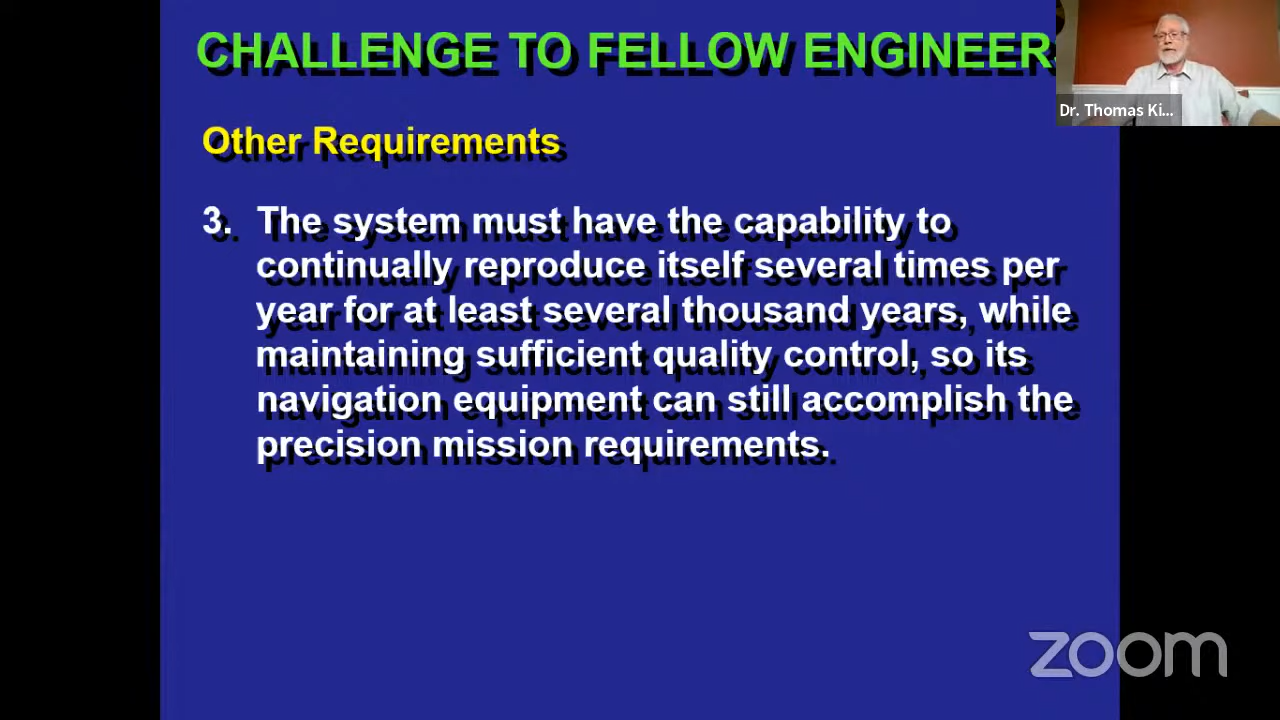 CHALLENGE TO FELLOW ENGINEERS
Dr. Thomas Ki...
Other Requirements
3. The system must have the capability to
continually reproduce itself several times per
year for at least several thousand years, while
maintaining sufficient quality control, so its
navigation equipment can still accomplish the
precision mission requirements.
zoom